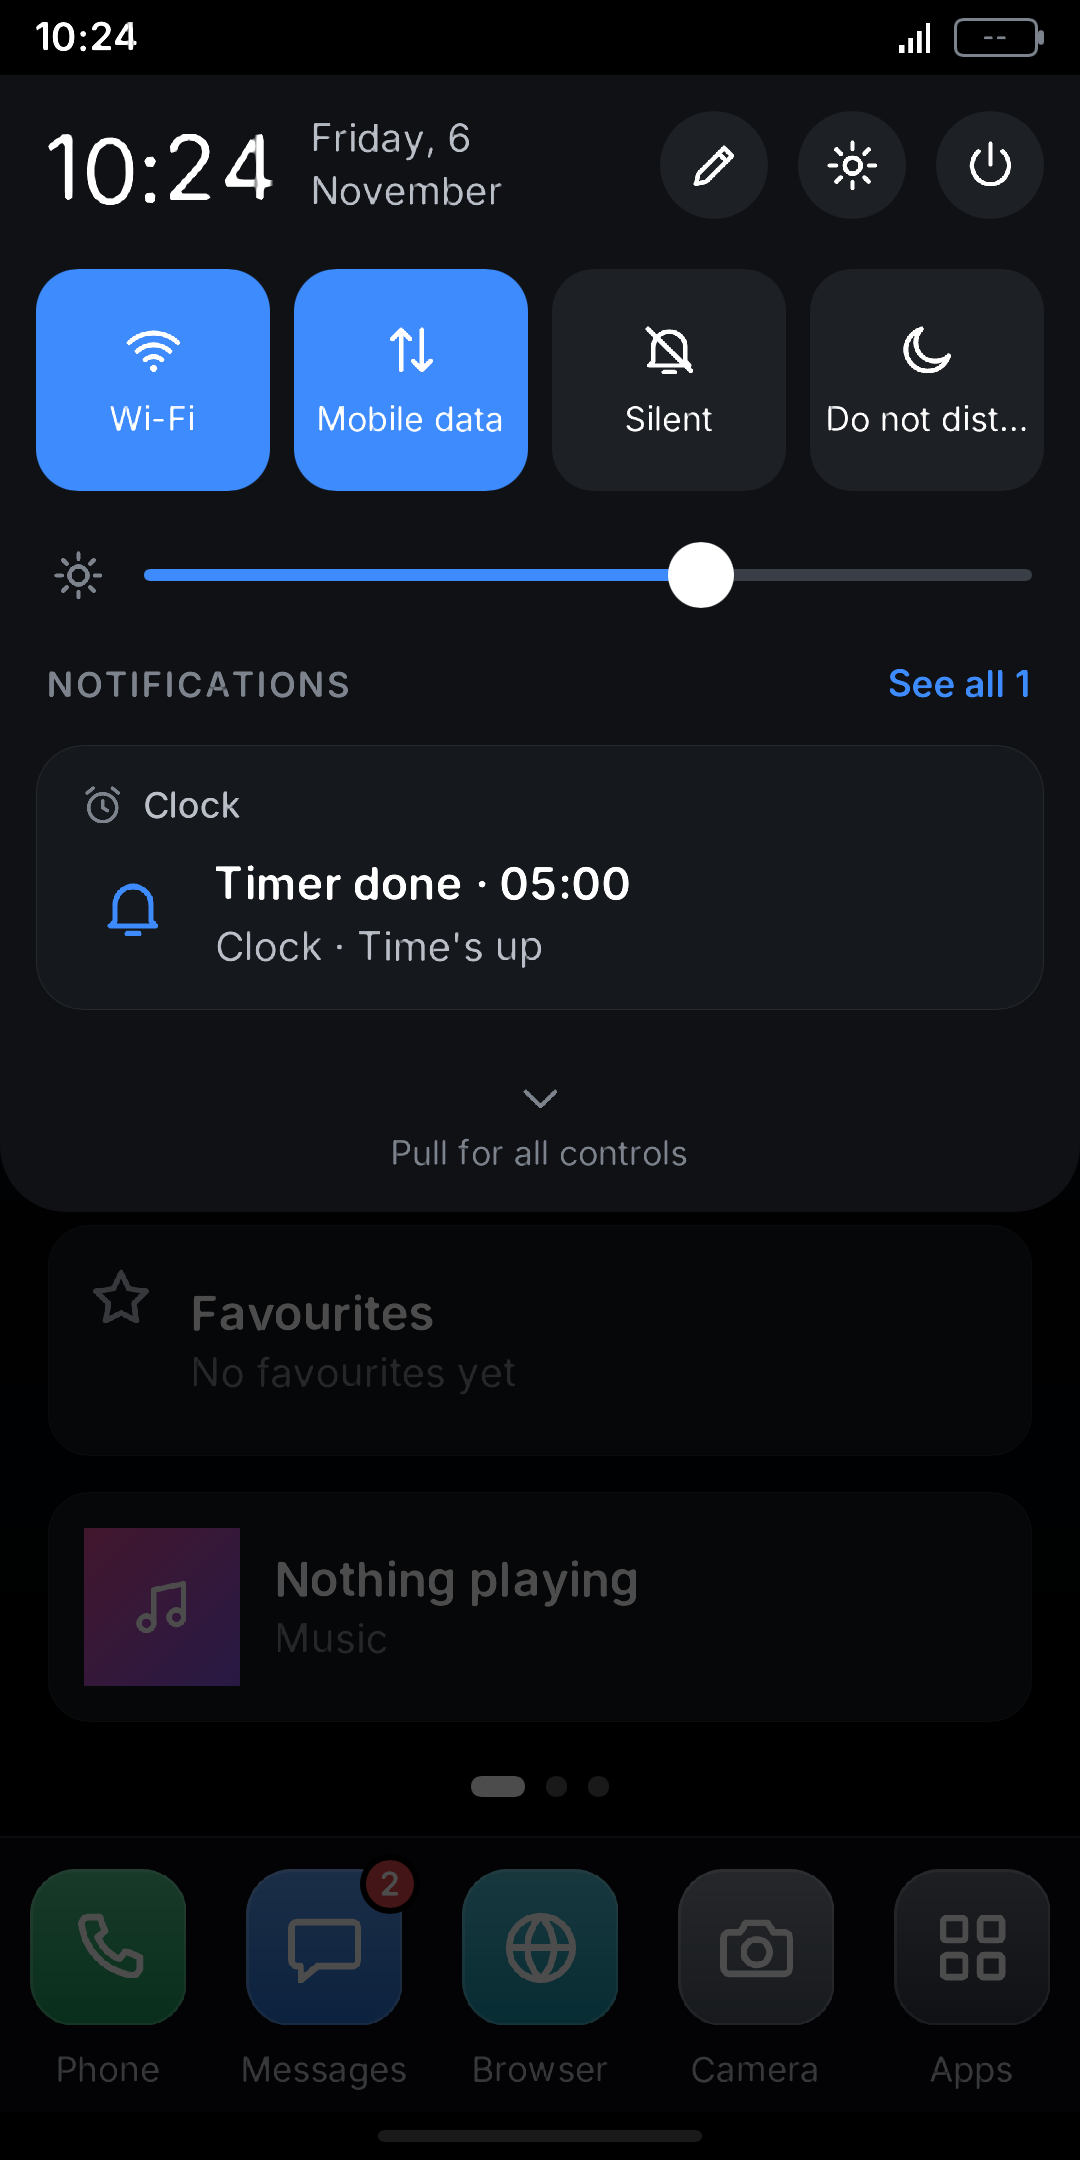 10:24
--
10:24
Friday, 6
November
Wi-Fi
Mobile data
Silent
Do not dist...
NOTIFICATIONS
See all 1
Clock
Timer done · 05:00
Clock · Time's up
Pull for all controls
Favourites
No favourites yet
Nothing playing
Music
2
Phone
Messages
Browser
Camera
Apps